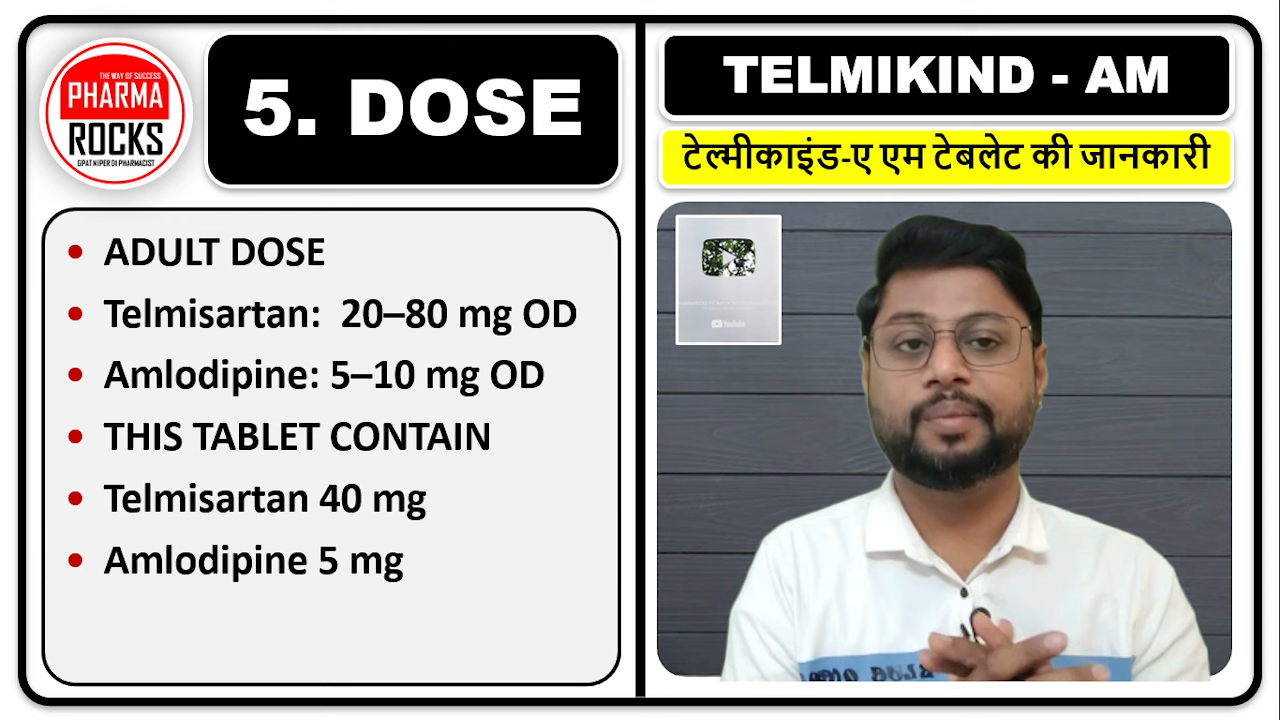 THE WAY OF SUCCESS
PHARMA
ROCKS
GPAT NIPER DI PHARMACIST
5. DOSE
• ADULT DOSE
• Telmisartan: 20–80 mg OD
• Amlodipine: 5–10 mg OD
• THIS TABLET CONTAIN
• Telmisartan 40 mg
• Amlodipine 5 mg
TELMIKIND - AM
टेल्मीकाइंड-ए एम टेबलेट की जानकारी
YouTube